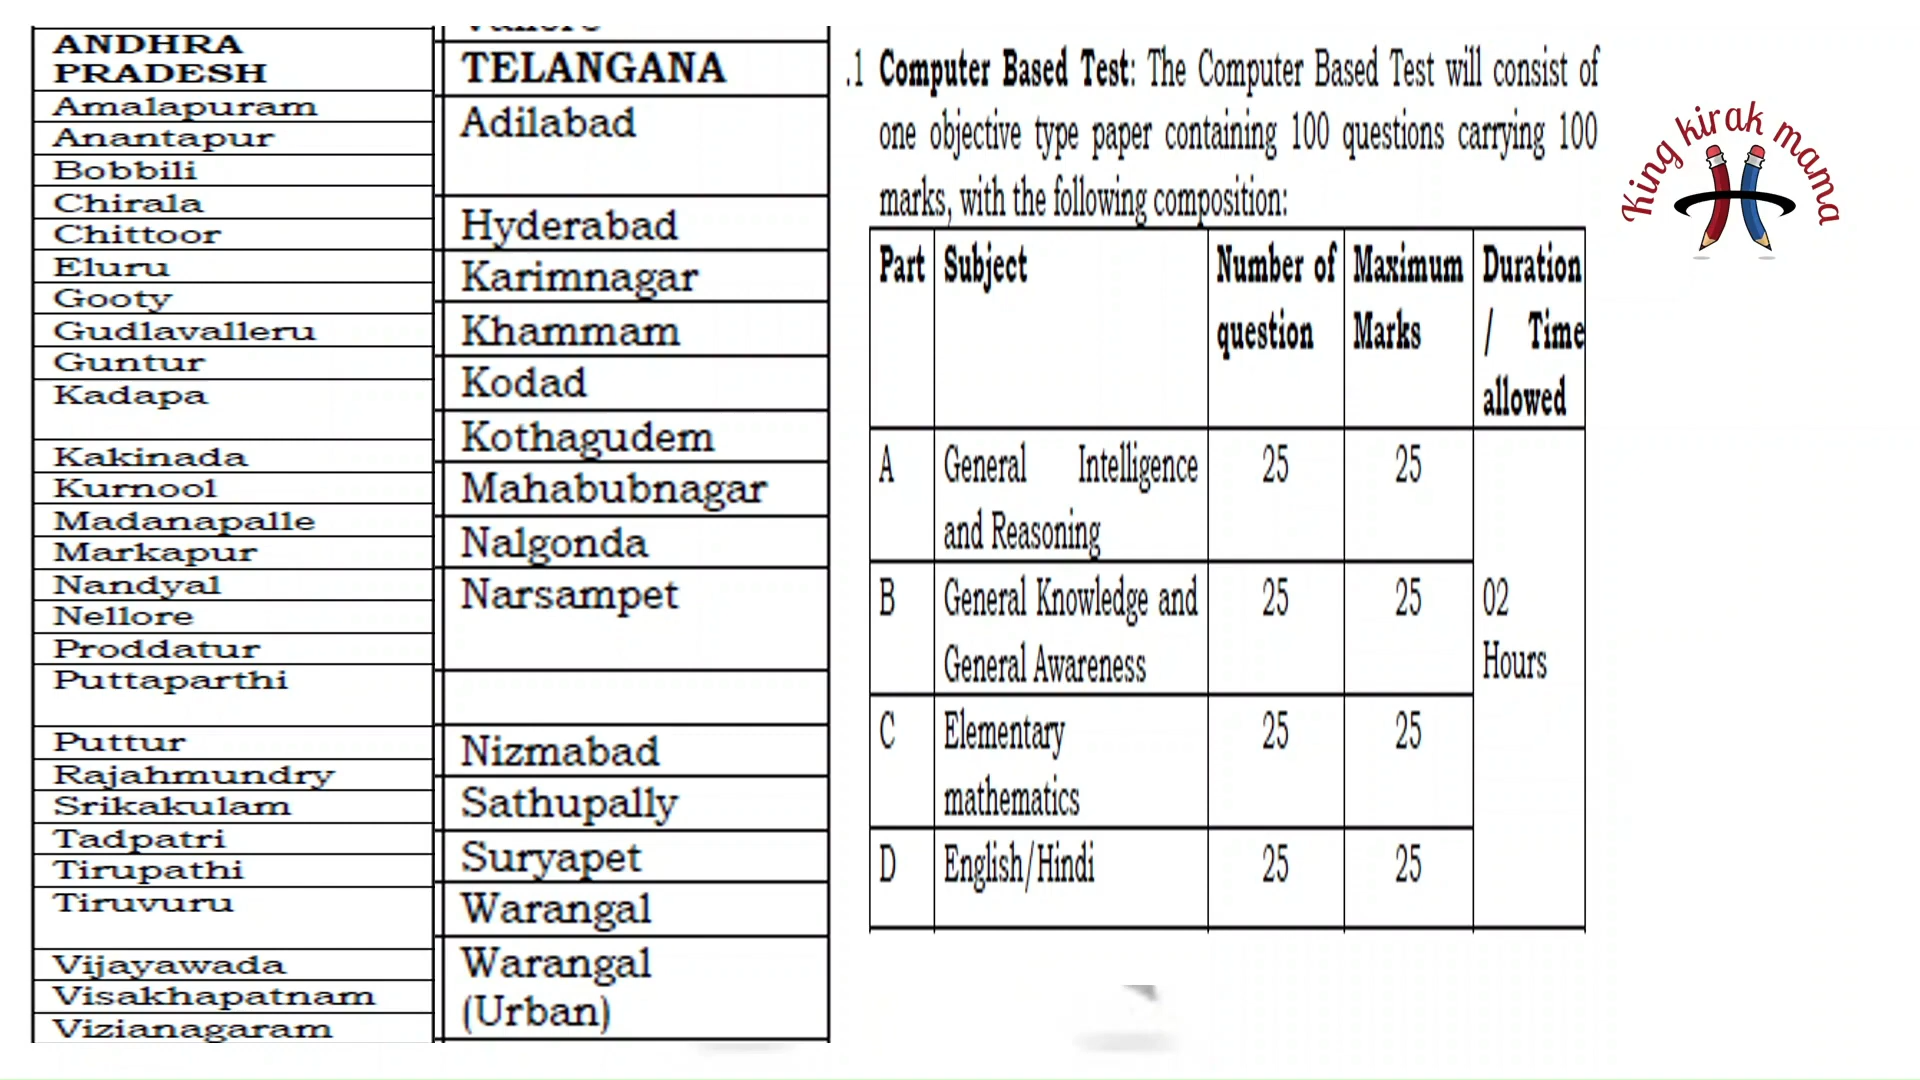 ANDHRA
PRADESH
Amalapuram
Anantapur
Bobbili
Chirala
Chittoor
Eluru
Gooty
Gudlavalleru
Guntur
Kadapa
Kakinada
Kurnool
Madanapalle
Markapur
Nandyal
Nellore
Proddatur
Puttaparthi
Puttur
Rajahmundry
Srikakulam
Tadpatri
Tirupathi
Tiruvuru
Vijayawada
Visakhapatnam
Vizianagaram
TELANGANA
Adilabad
Hyderabad
Karimnagar
Khammam
Kodad
Kothagudem
Mahabubnagar
Nalgonda
Narsampet
Nizmabad
Sathupally
Suryapet
Warangal
Warangal
(Urban)
.1 Computer Based Test: The Computer Based Test will consist of
one objective type paper containing 100 questions carrying 100
marks, with the following composition:
Part Subject Number of Maximum Duration
question Marks / Time
allowed
A General Intelligence 25 25
and Reasoning
B General Knowledge and 25 25 02
General Awareness Hours
C Elementary 25 25
mathematics
D English/Hindi 25 25
King kirak mama